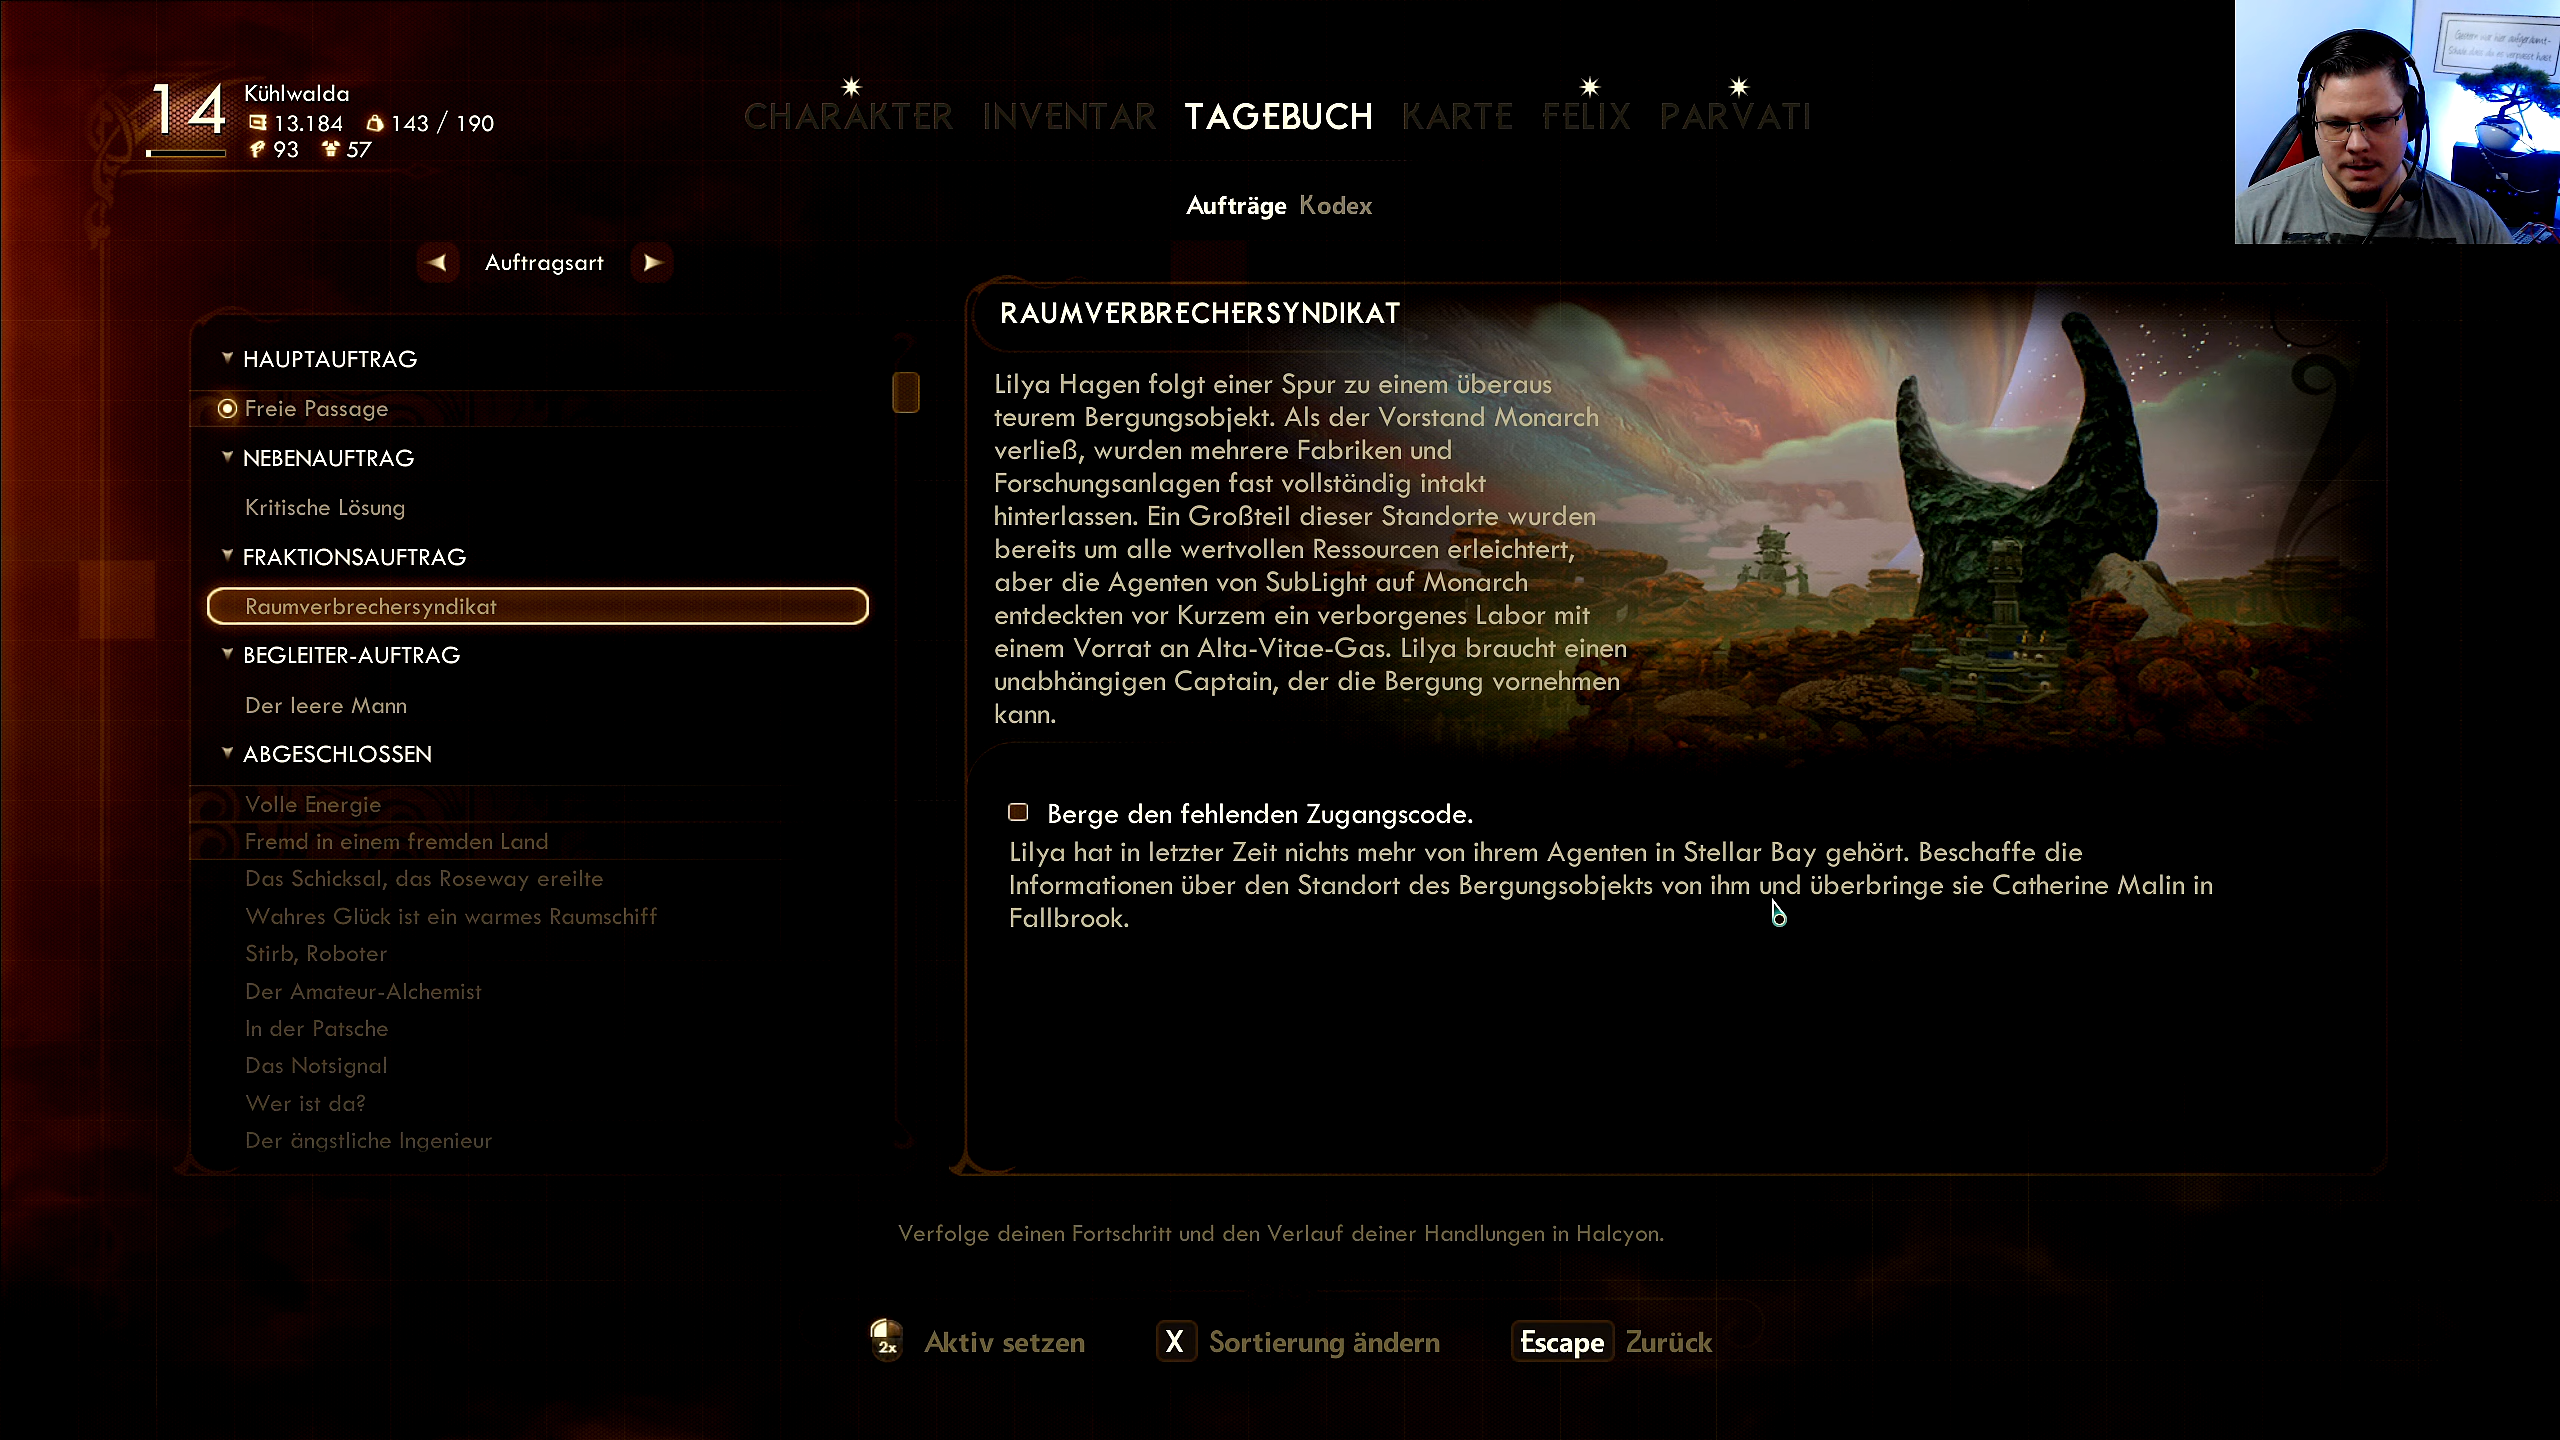 14
Kühlwalda
13.184 143 / 190
93 57
CHARAKTER INVENTAR TAGEBUCH KARTE FELIX PARVATI
Aufträge Kodex
Auftragsart
HAUPTAUFTRAG
Freie Passage
NEBENAUFTRAG
Kritische Lösung
FRAKTIONSAUFTRAG
Raumverbrechersyndikat
BEGLEITER-AUFTRAG
Der leere Mann
ABGESCHLOSSEN
Volle Energie
Fremd in einem fremden Land
Das Schicksal, das Roseway ereilte
Wahres Glück ist ein warmes Raumschiff
Stirb, Roboter
Der Amateur-Alchemist
In der Patsche
Das Notsignal
Wer ist da?
Der ängstliche Ingenieur
RAUMVERBRECHERSYNDIKAT
Lilya Hagen folgt einer Spur zu einem überaus
teurem Bergungsobjekt. Als der Vorstand Monarch
verließ, wurden mehrere Fabriken und
Forschungsanlagen fast vollständig intakt
hinterlassen. Ein Großteil dieser Standorte wurden
bereits um alle wertvollen Ressourcen erleichtert,
aber die Agenten von SubLight auf Monarch
entdeckten vor Kurzem ein verborgenes Labor mit
einem Vorrat an Alta-Vitae-Gas. Lilya braucht einen
unabhängigen Captain, der die Bergung vornehmen
kann.
Berge den fehlenden Zugangscode.
Lilya hat in letzter Zeit nichts mehr von ihrem Agenten in Stellar Bay gehört. Beschaffe die
Informationen über den Standort des Bergungsobjekts von ihm und überbringe sie Catherine Malin in
Fallbrook.
Verfolge deinen Fortschritt und den Verlauf deiner Handlungen in Halcyon.
2x Aktiv setzen X Sortierung ändern Escape Zurück